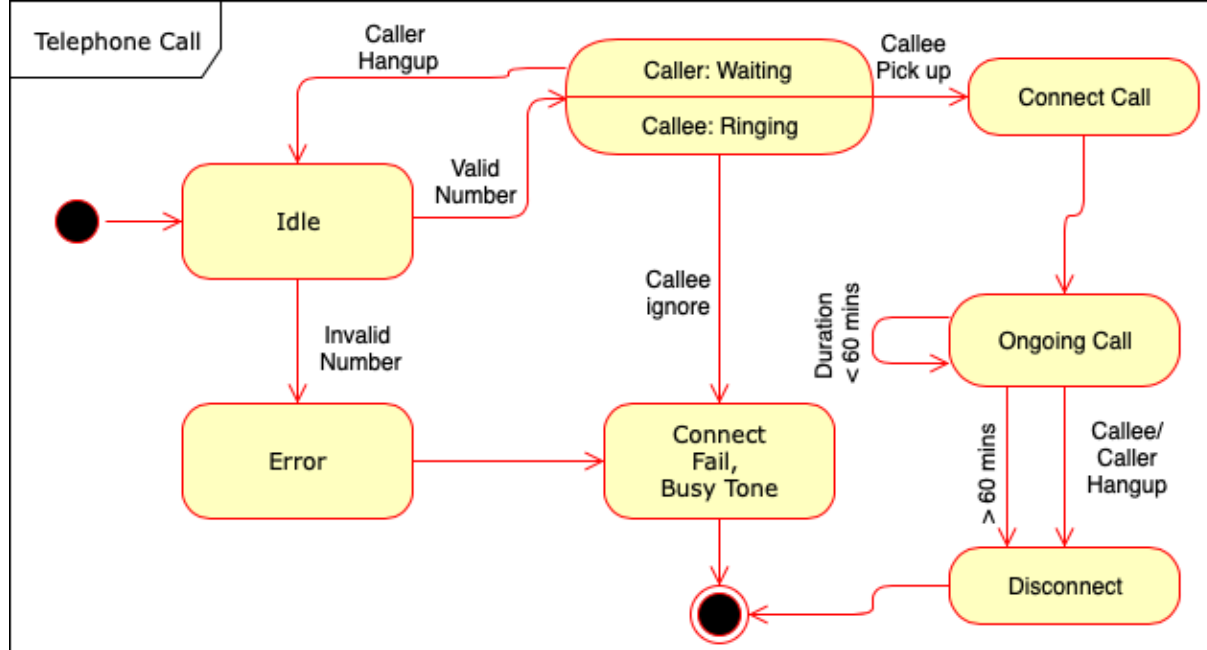 Telephone Call
Caller
Hangup
Caller: Waiting
Callee: Ringing
Callee
Pick up
Connect Call
Valid
Number
Idle
Callee
ignore
Invalid
Number
Duration
< 60 mins
Ongoing Call
Error
Connect
Fail,
Busy Tone
> 60 mins
Callee/
Caller
Hangup
Disconnect